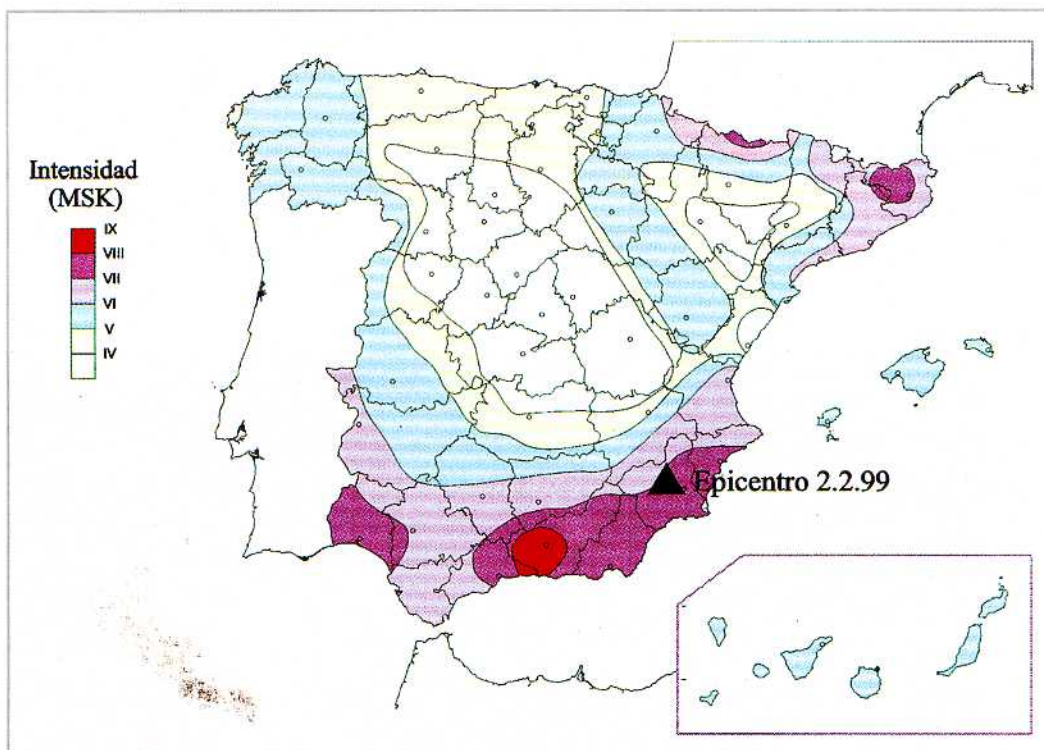 Intensidad
(MSK)
IX
VIII
VII
VI
V
IV
Epicentro 2.2.99